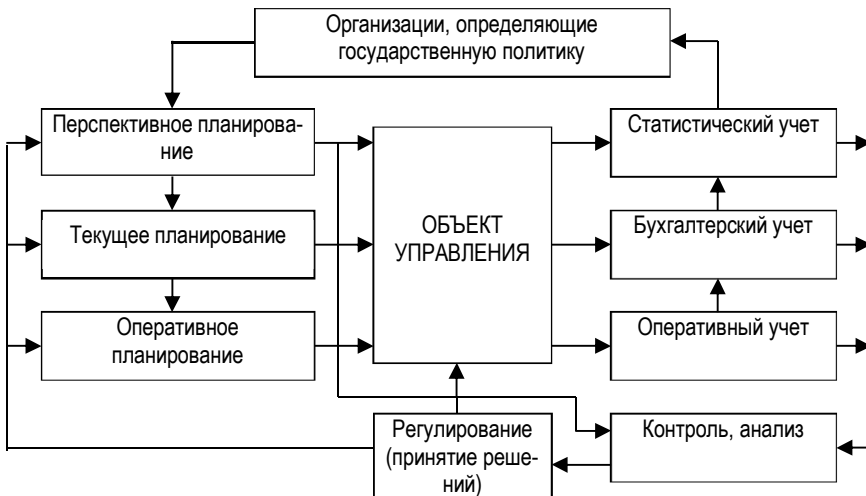 Организации, определяющие
государственную политику
Перспективное планирова-
ние
Статистический учет
Текущее планирование
ОБЪЕКТ
УПРАВЛЕНИЯ
Бухгалтерский учет
Оперативное
планирование
Оперативный учет
Регулирование
(принятие реше-
ний)
Контроль, анализ